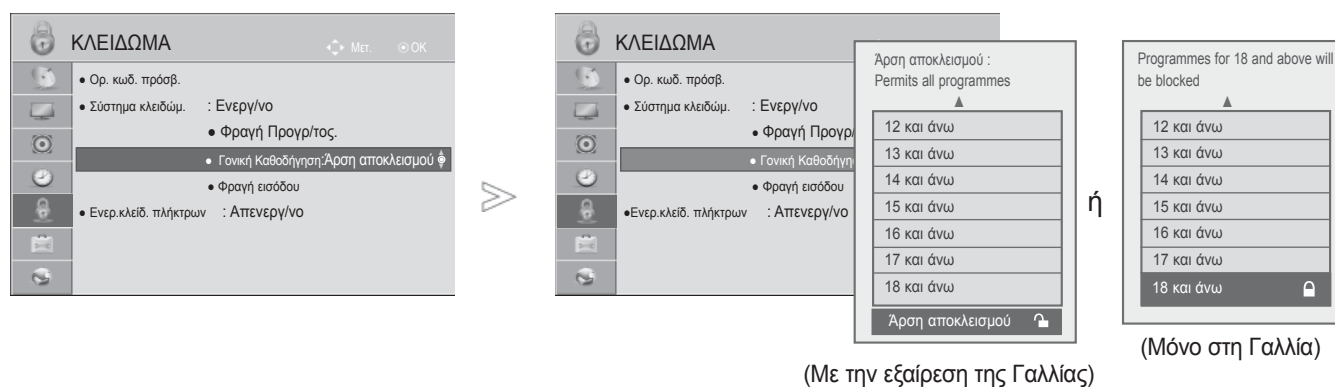 ΚΛΕΙΔΩΜΑ
Μετ. OK
● Ορ. κωδ. πρόσβ.
● Σύστημα κλειδώμ. : Ενεργ/νο
● Φραγή Προγρ/τος.
● Γονική Καθοδήγηση:Άρση αποκλεισμού
● Φραγή εισόδου
● Ενερ.κλείδ. πλήκτρων : Απενεργ/νο
ΚΛΕΙΔΩΜΑ
● Ορ. κωδ. πρόσβ.
● Σύστημα κλειδώμ. : Ενεργ/νο
● Φραγή Προγρ/
● Γονική Καθοδήγη
● Φραγή εισόδου
●Ενερ.κλείδ. πλήκτρων : Απενεργ/νο
Άρση αποκλεισμού :
Permits all programmes
12 και άνω
13 και άνω
14 και άνω
15 και άνω
16 και άνω
17 και άνω
18 και άνω
Άρση αποκλεισμού
(Με την εξαίρεση της Γαλλίας)
ή
Programmes for 18 and above will
be blocked
12 και άνω
13 και άνω
14 και άνω
15 και άνω
16 και άνω
17 και άνω
18 και άνω
(Μόνο στη Γαλλία)